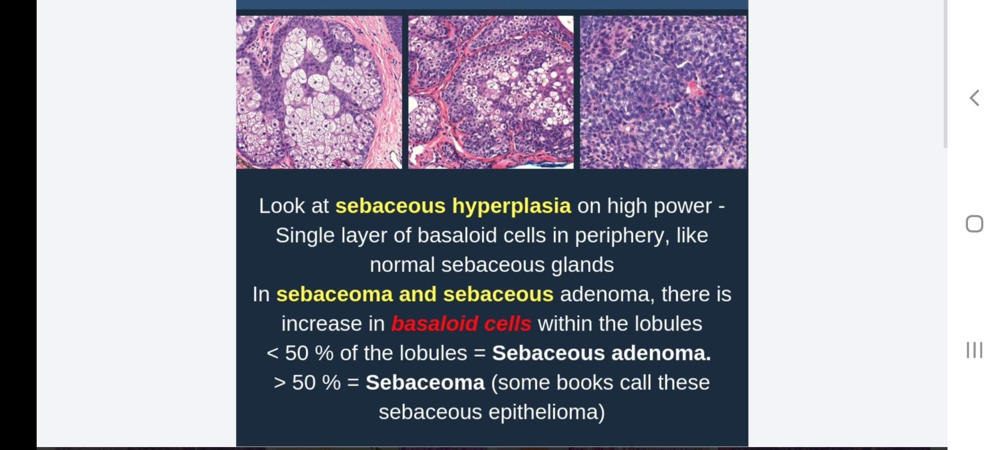 Look at sebaceous hyperplasia on high power -
Single layer of basaloid cells in periphery, like
normal sebaceous glands
In sebaceoma and sebaceous adenoma, there is
increase in basaloid cells within the lobules
< 50 % of the lobules = Sebaceous adenoma.
> 50 % = Sebaceoma (some books call these
sebaceous epithelioma)